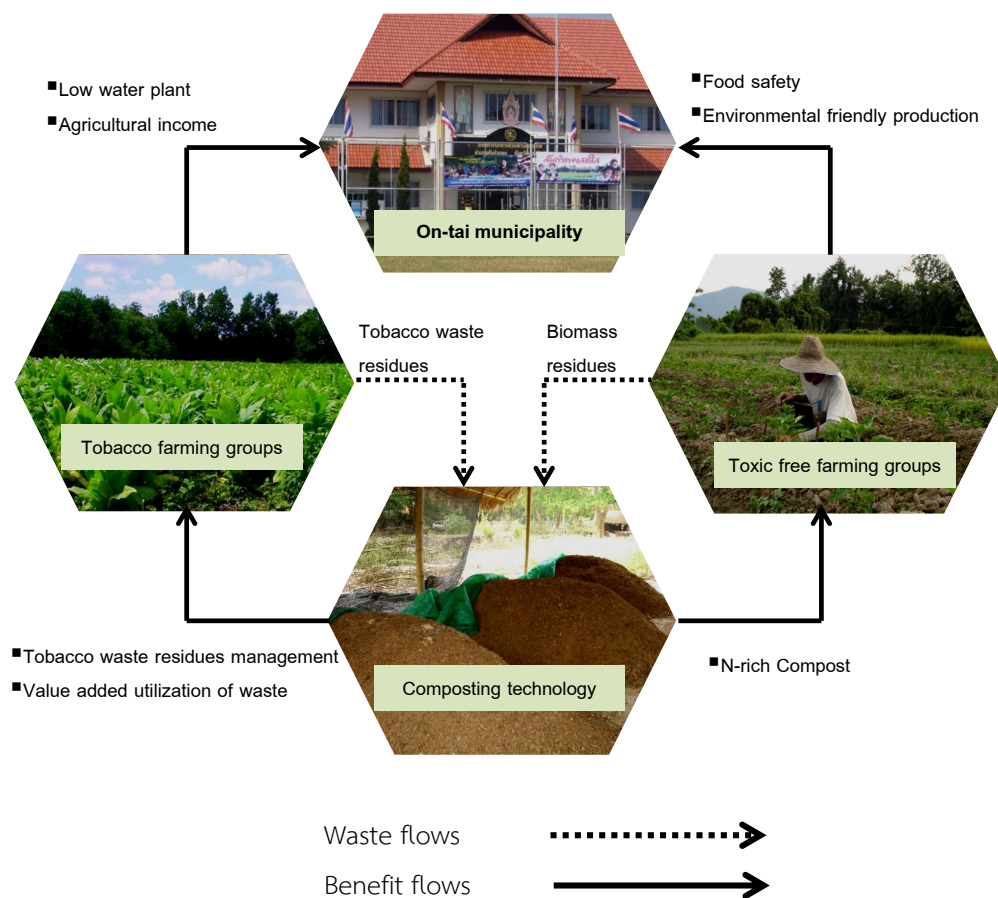 ■Low water plant
■Agricultural income
■Food safety
■Environmental friendly production
On-tai municipality
Tobacco waste
residues
Biomass
residues
Tobacco farming groups
Toxic free farming groups
■Tobacco waste residues management
■Value added utilization of waste
Composting technology
■N-rich Compost
Waste flows
Benefit flows